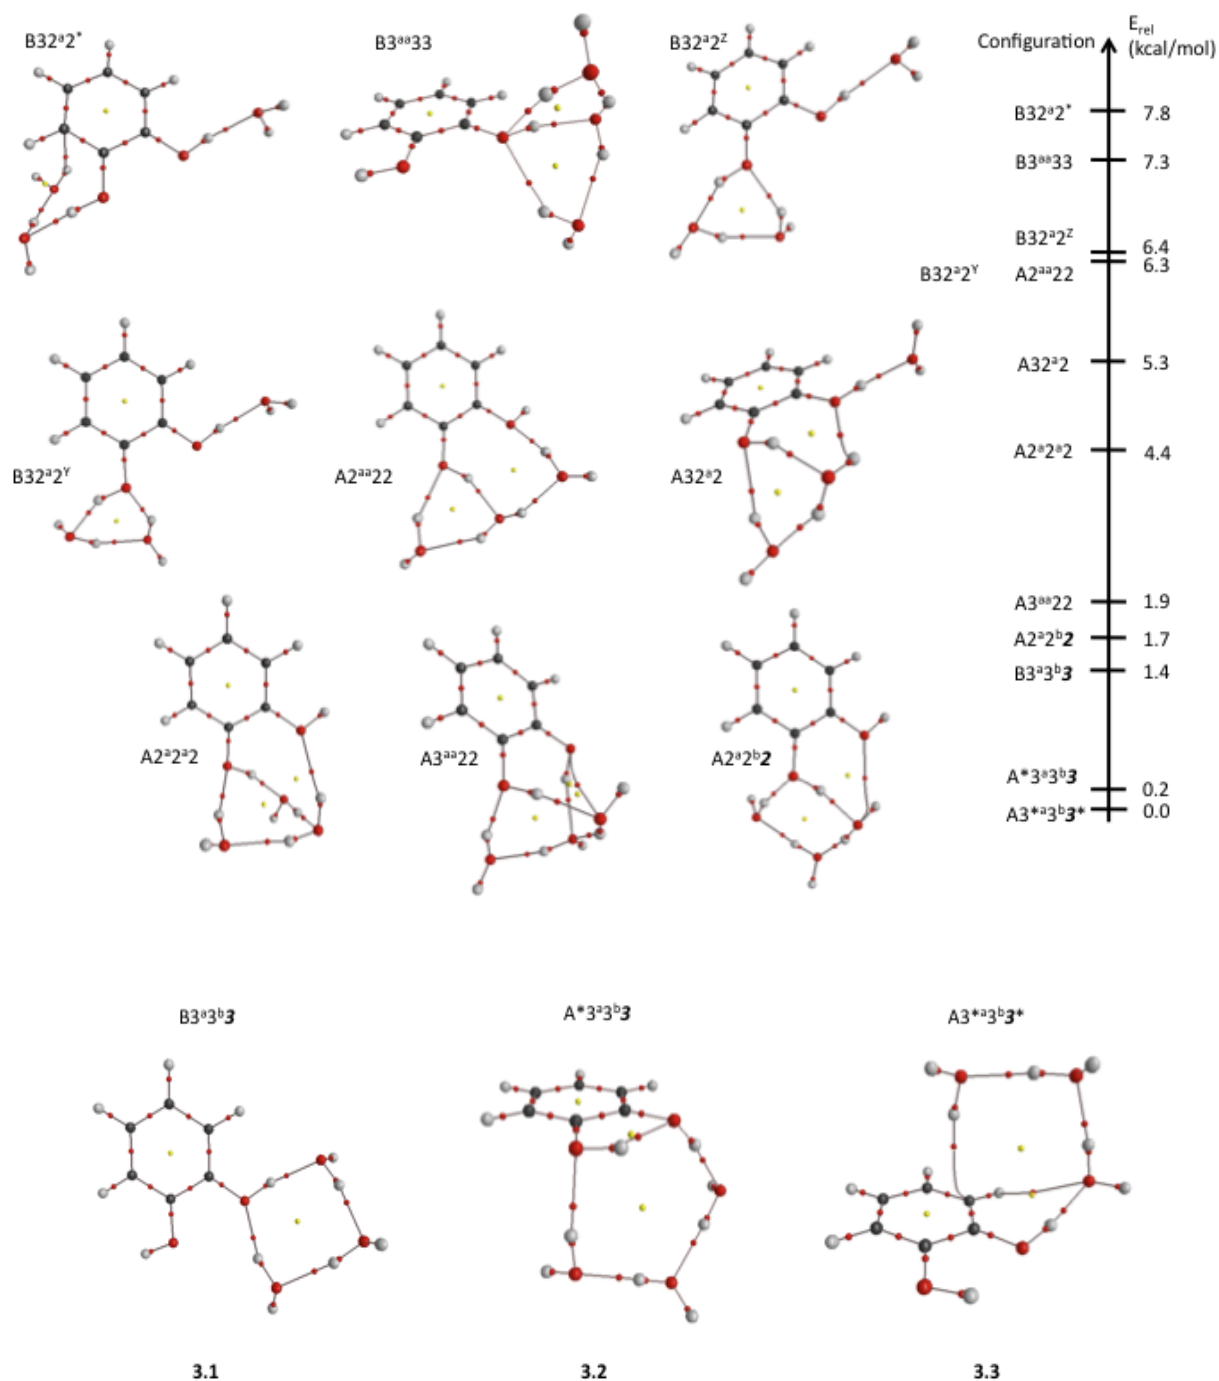 B32ᵃ2*
B3ᵃᵃ33
B32ᵃ2ᶻ
Configuration
E_rel
(kcal/mol)
B32ᵃ2* 7.8
B3ᵃᵃ33 7.3
B32ᵃ2ᶻ 6.4
B32ᵃ2ʸ A2ᵃᵃ22 6.3
A32ᵃ2 5.3
A2ᵃ2ᵃ2 4.4
A3ᵃᵃ22 1.9
A2ᵃ2ᵇ2 1.7
B3ᵃ3ᵇ3 1.4
A*3ᵃ3ᵇ3 0.2
A3*ᵃ3ᵇ3* 0.0
B32ᵃ2ʸ
A2ᵃᵃ22
A32ᵃ2
A2ᵃ2ᵃ2
A3ᵃᵃ22
A2ᵃ2ᵇ2
B3ᵃ3ᵇ3
A*3ᵃ3ᵇ3
A3*ᵃ3ᵇ3*
3.1
3.2
3.3